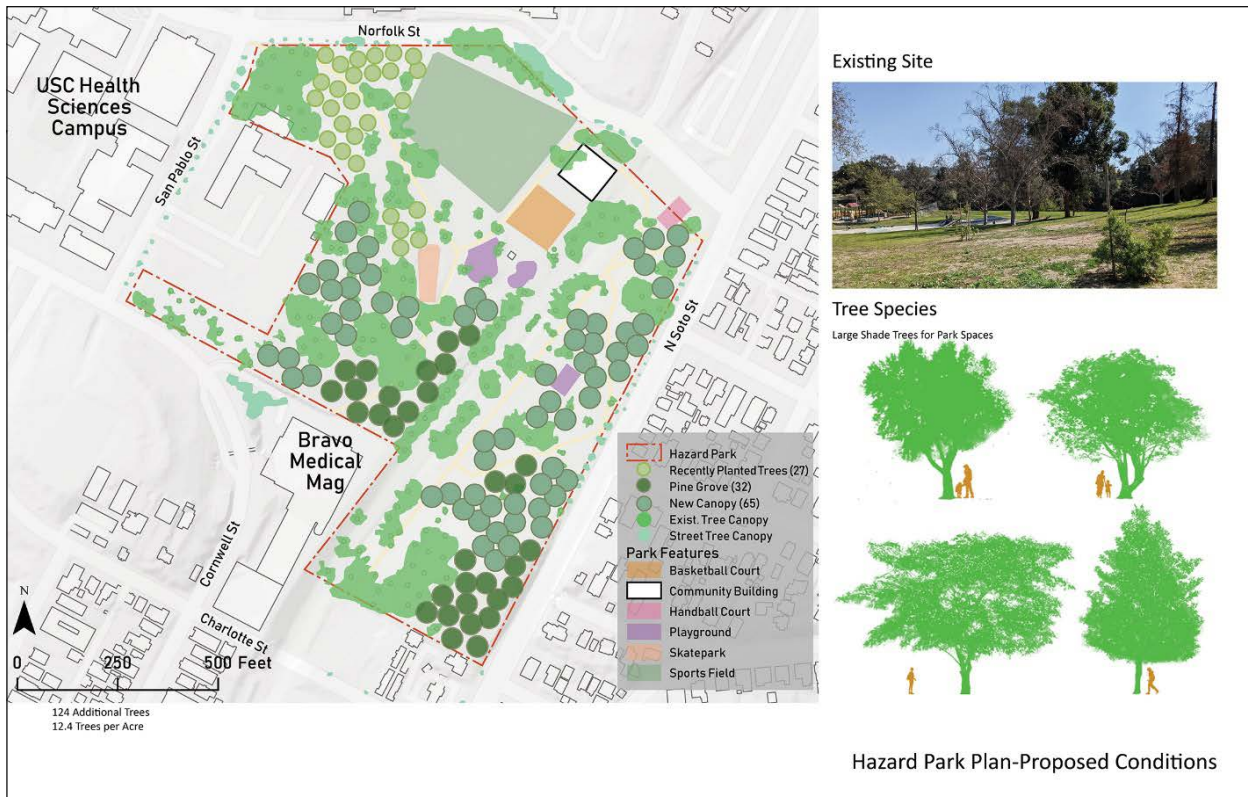 Norfolk St
USC Health
Sciences
Campus
San Pablo St
N Soto St
Bravo
Medical
Mag
Cornwell St
Charlotte St
N
0 250 500 Feet
124 Additional Trees
12.4 Trees per Acre
Hazard Park
Recently Planted Trees (27)
Pine Grove (32)
New Canopy (65)
Exist. Tree Canopy
Street Tree Canopy
Park Features
Basketball Court
Community Building
Handball Court
Playground
Skatepark
Sports Field
Existing Site
Tree Species
Large Shade Trees for Park Spaces
Hazard Park Plan-Proposed Conditions